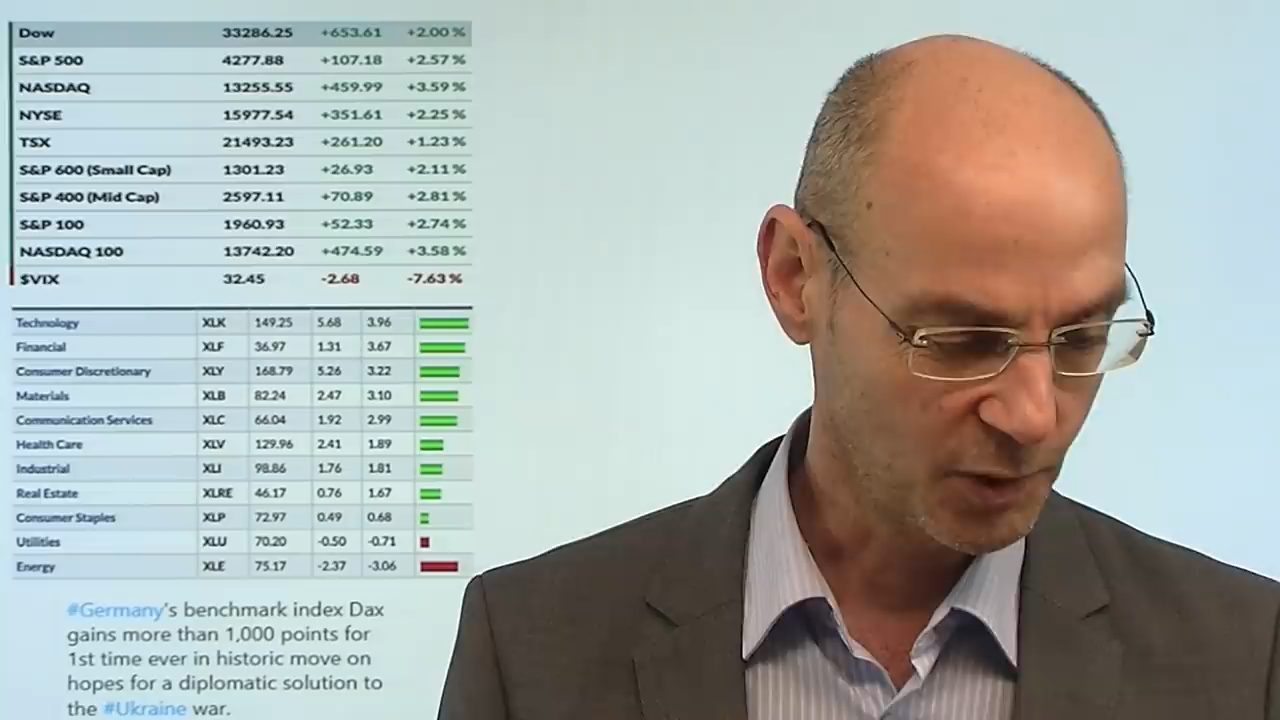 Dow 33286.25 +653.61 +2.00 %
S&P 500 4277.88 +107.18 +2.57 %
NASDAQ 13255.55 +459.99 +3.59 %
NYSE 15977.54 +351.61 +2.25 %
TSX 21493.23 +261.20 +1.23 %
S&P 600 (Small Cap) 1301.23 +26.93 +2.11 %
S&P 400 (Mid Cap) 2597.11 +70.89 +2.81 %
S&P 100 1960.93 +52.33 +2.74 %
NASDAQ 100 13742.20 +474.59 +3.58 %
$VIX 32.45 -2.68 -7.63 %
Technology XLK 149.25 5.68 3.96
Financial XLF 36.97 1.31 3.67
Consumer Discretionary XLY 168.79 5.26 3.22
Materials XLB 82.24 2.47 3.10
Communication Services XLC 66.04 1.92 2.99
Health Care XLV 129.96 2.41 1.89
Industrial XLI 98.86 1.76 1.81
Real Estate XLRE 46.17 0.76 1.67
Consumer Staples XLP 72.97 0.49 0.68
Utilities XLU 70.20 -0.50 -0.71
Energy XLE 75.17 -2.37 -3.06
#Germany's benchmark index Dax
gains more than 1,000 points for
1st time ever in historic move on
hopes for a diplomatic solution to
the #Ukraine war.